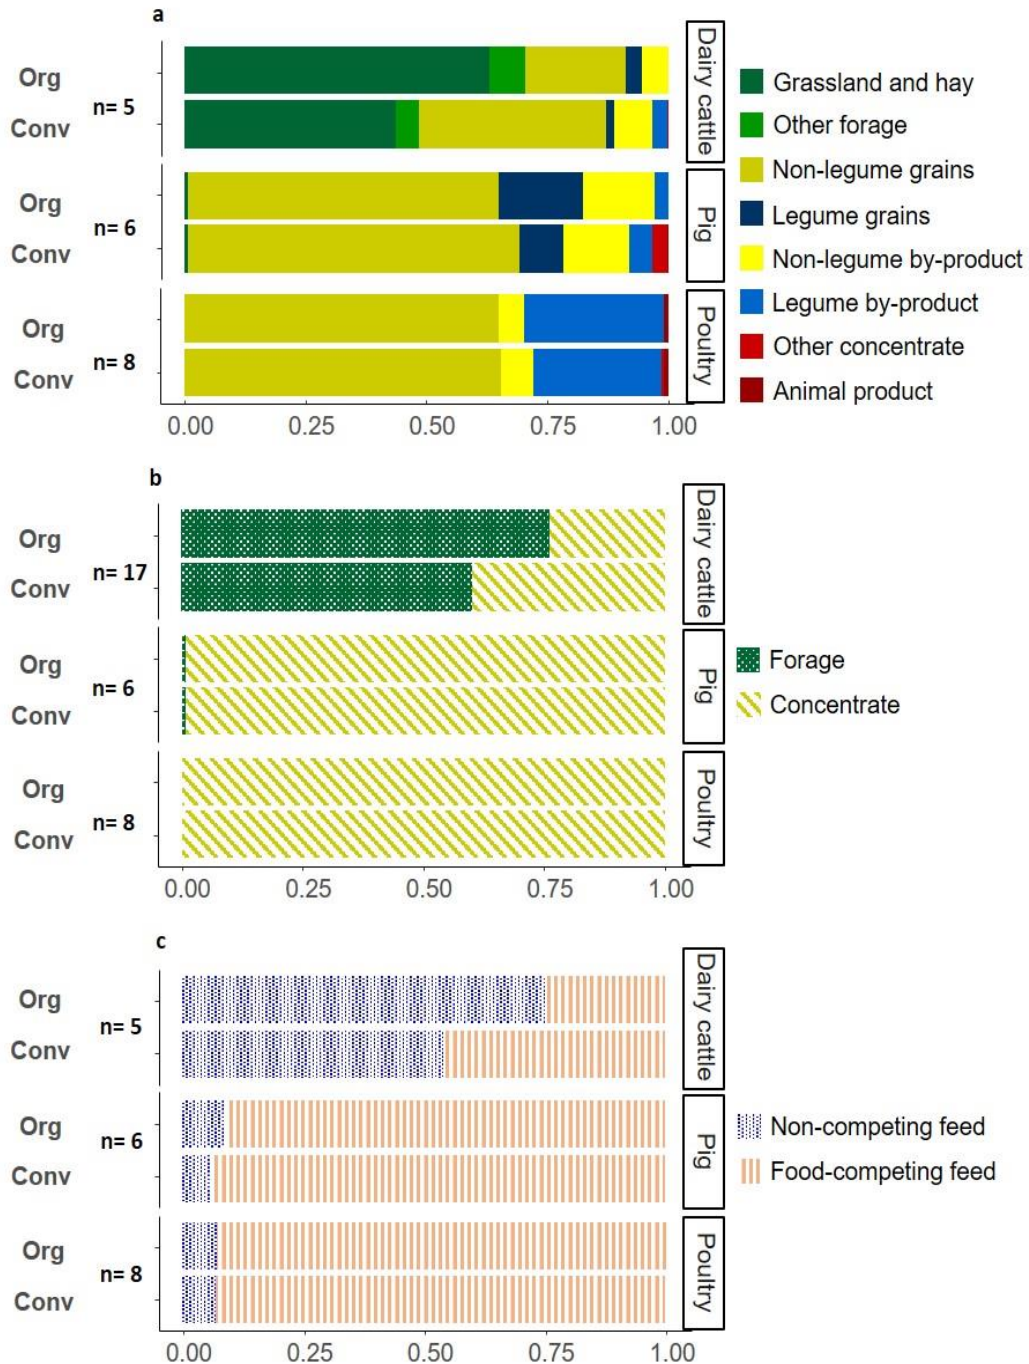 a
Org
Conv
n= 5
Dairy cattle
Org
Conv
n= 6
Pig
Org
Conv
n= 8
Poultry
0.00 0.25 0.50 0.75 1.00
Grassland and hay
Other forage
Non-legume grains
Legume grains
Non-legume by-product
Legume by-product
Other concentrate
Animal product
b
Org
Conv
n= 17
Dairy cattle
Org
Conv
n= 6
Pig
Org
Conv
n= 8
Poultry
0.00 0.25 0.50 0.75 1.00
Forage
Concentrate
c
Org
Conv
n= 5
Dairy cattle
Org
Conv
n= 6
Pig
Org
Conv
n= 8
Poultry
0.00 0.25 0.50 0.75 1.00
Non-competing feed
Food-competing feed